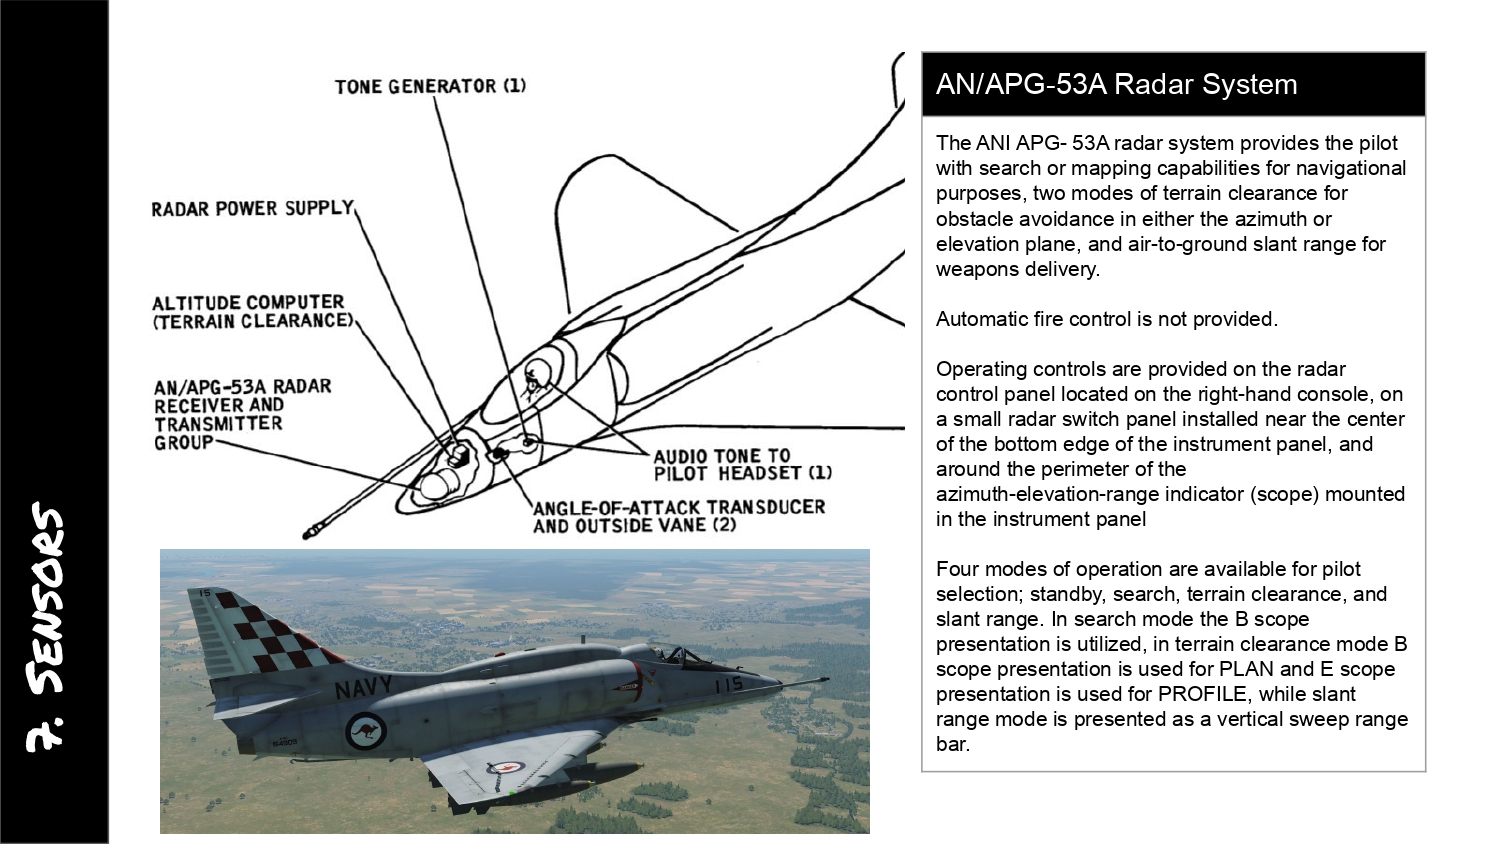 7. SENSORS
TONE GENERATOR (1)
RADAR POWER SUPPLY
ALTITUDE COMPUTER
(TERRAIN CLEARANCE)
AN/APG-53A RADAR
RECEIVER AND
TRANSMITTER
GROUP
AUDIO TONE TO
PILOT HEADSET (1)
ANGLE-OF-ATTACK TRANSDUCER
AND OUTSIDE VANE (2)
15
NAVY
115
AN/APG-53A Radar System
The ANI APG- 53A radar system provides the pilot
with search or mapping capabilities for navigational
purposes, two modes of terrain clearance for
obstacle avoidance in either the azimuth or
elevation plane, and air-to-ground slant range for
weapons delivery.
Automatic fire control is not provided.
Operating controls are provided on the radar
control panel located on the right-hand console, on
a small radar switch panel installed near the center
of the bottom edge of the instrument panel, and
around the perimeter of the
azimuth-elevation-range indicator (scope) mounted
in the instrument panel
Four modes of operation are available for pilot
selection; standby, search, terrain clearance, and
slant range. In search mode the B scope
presentation is utilized, in terrain clearance mode B
scope presentation is used for PLAN and E scope
presentation is used for PROFILE, while slant
range mode is presented as a vertical sweep range
bar.